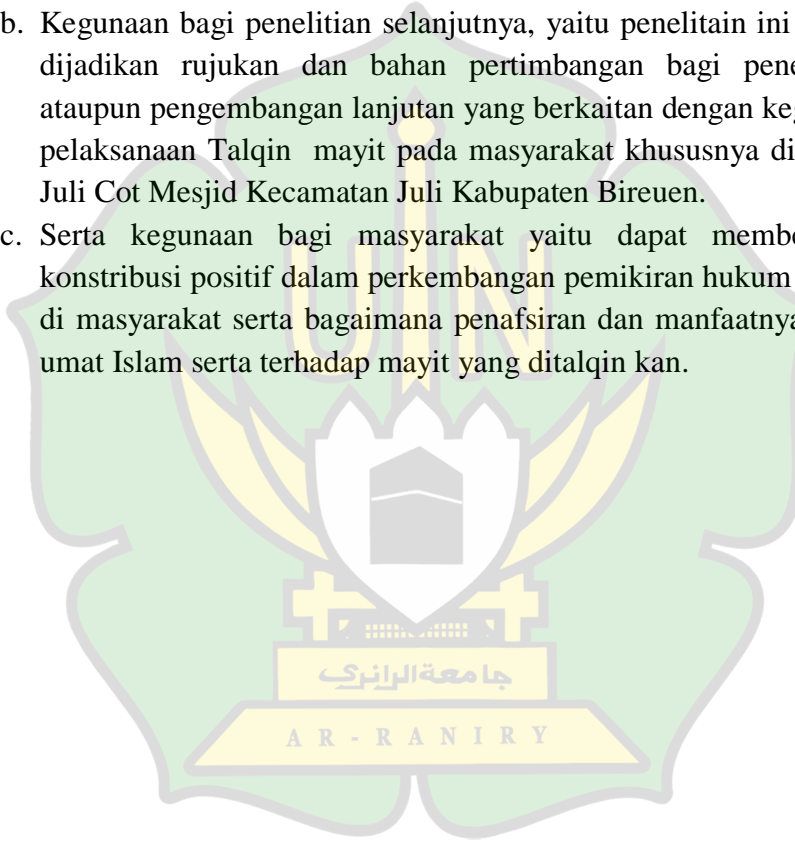 b. Kegunaan bagi penelitian selanjutnya, yaitu penelitain ini
dijadikan rujukan dan bahan pertimbangan bagi pene
ataupun pengembangan lanjutan yang berkaitan dengan keg
pelaksanaan Talqin mayit pada masyarakat khususnya di
Juli Cot Mesjid Kecamatan Juli Kabupaten Bireuen.
c. Serta kegunaan bagi masyarakat yaitu dapat membe
konstribusi positif dalam perkembangan pemikiran hukum
di masyarakat serta bagaimana penafsiran dan manfaatnya
umat Islam serta terhadap mayit yang ditalqin kan.
UIN
جامعة الرانري
AR-RANIRY